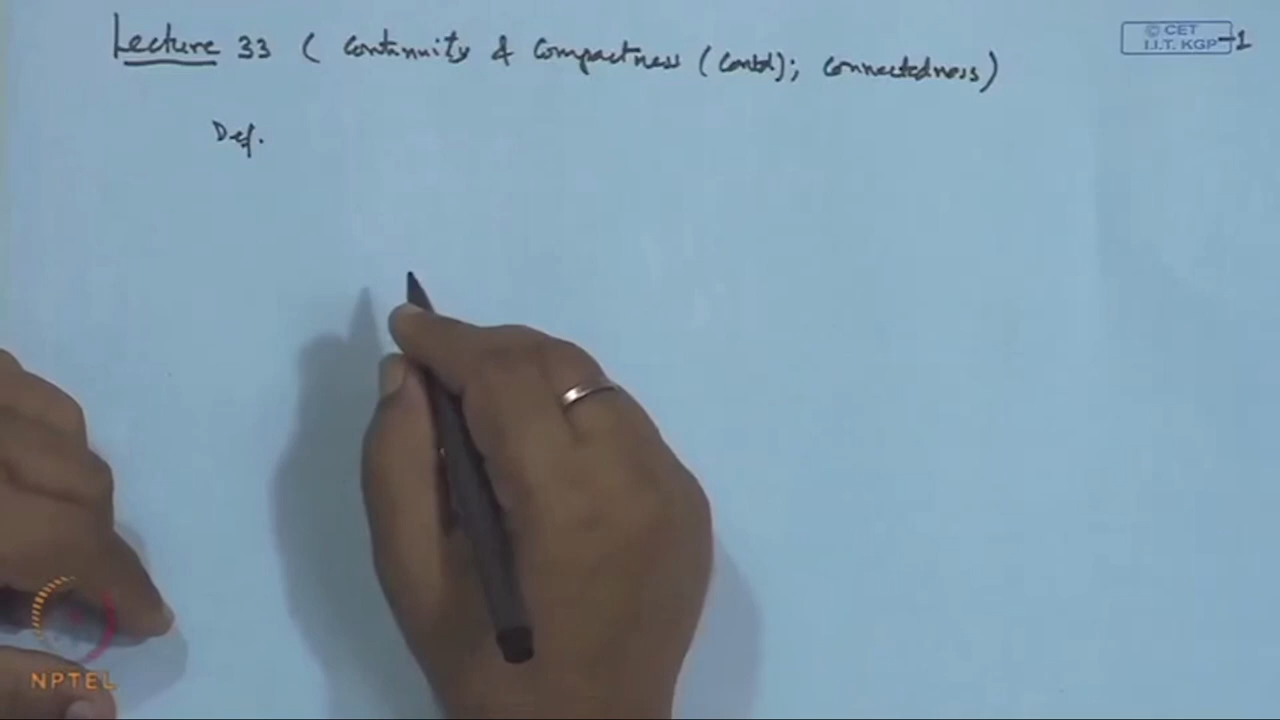 Lecture 33 ( Continuity & Compactness (Contd); Connectedness)
© CET
I.I.T. KGP -1
Def.
NPTEL